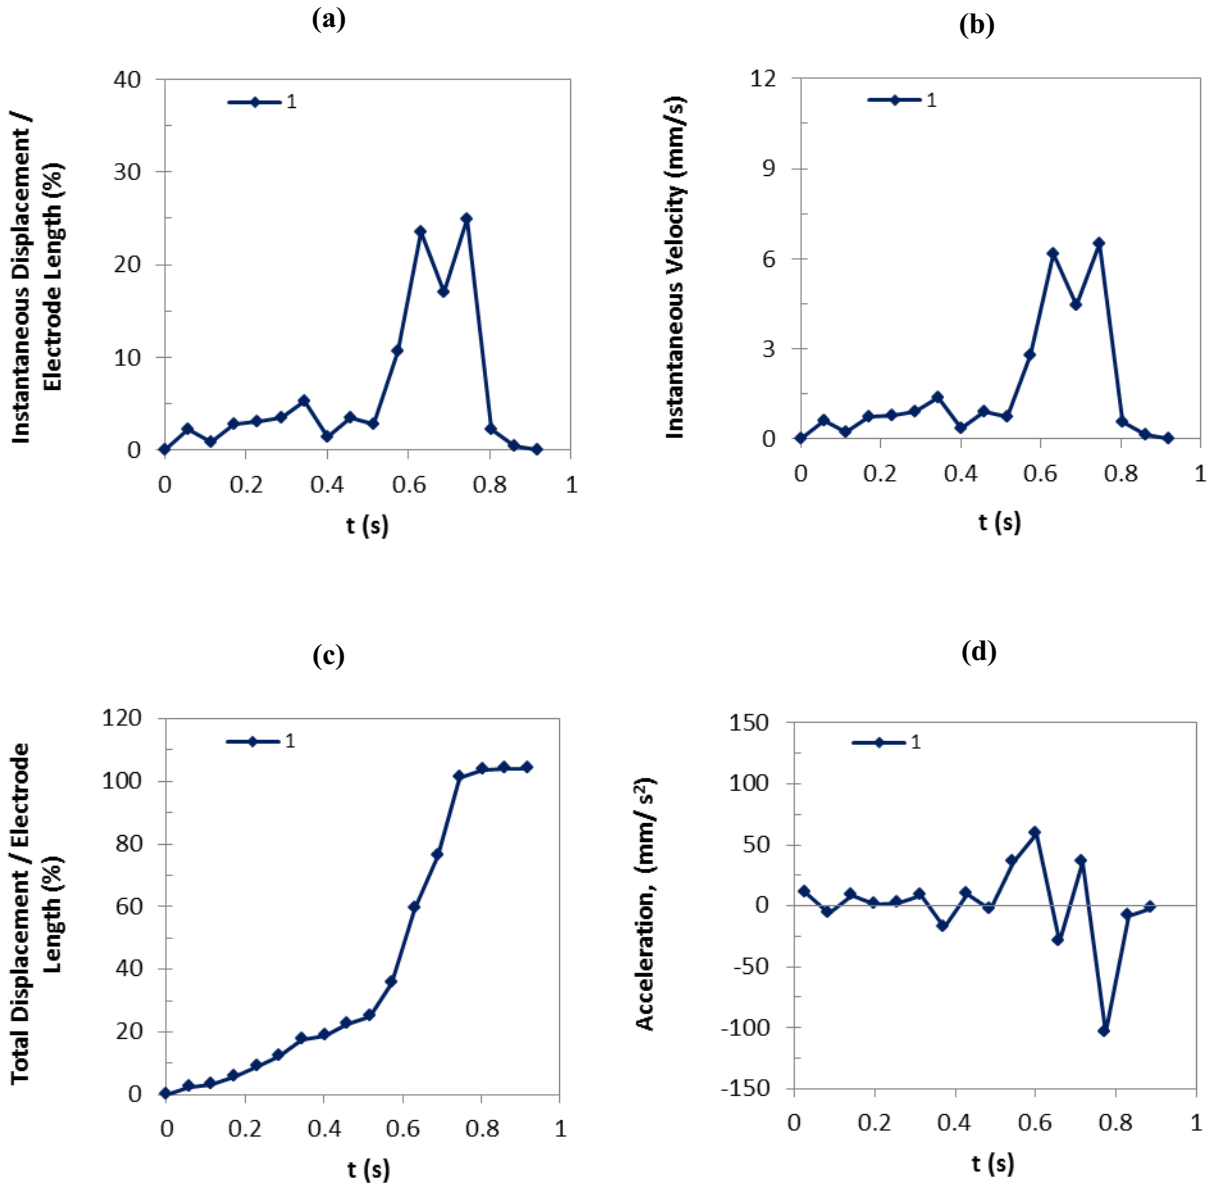 (a)
Instantaneous Displacement /
Electrode Length (%)
40
30
20
10
0
1
0 0.2 0.4 0.6 0.8 1
t (s)
(b)
Instantaneous Velocity (mm/s)
12
9
6
3
0
1
0 0.2 0.4 0.6 0.8 1
t (s)
(c)
Total Displacement / Electrode
Length (%)
120
100
80
60
40
20
0
1
0 0.2 0.4 0.6 0.8 1
t (s)
(d)
Acceleration, (mm/ s²)
150
100
50
0
-50
-100
-150
1
0 0.2 0.4 0.6 0.8 1
t (s)